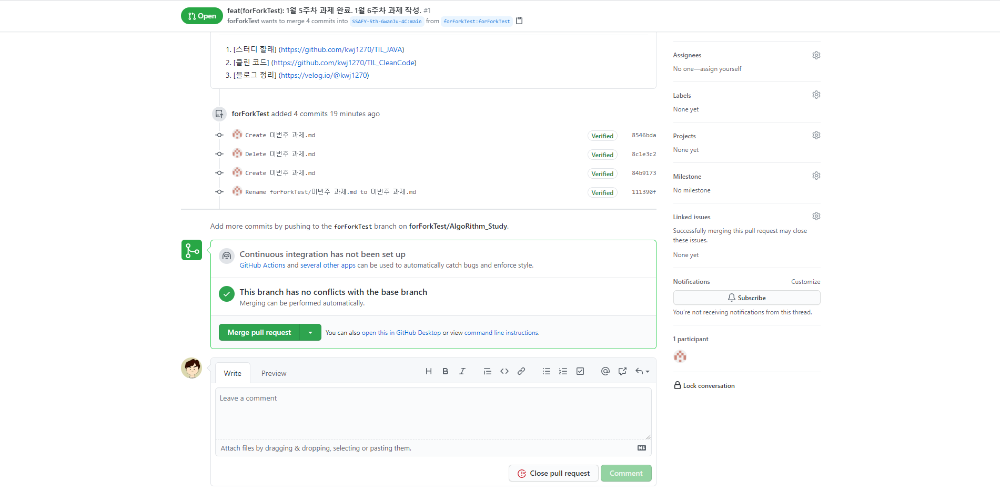 Open
feat(forForkTest): 1월 5주차 과제 완료. 1월 6주차 과제 작성. #1
forForkTest wants to merge 4 commits into SSAFY-5th-GwanJu-4C:main from forForkTest:forForkTest
1. [스터디 할래] (https://github.com/kwj1270/TIL_JAVA)
2. [클린 코드] (https://github.com/kwj1270/TIL_CleanCode)
3. [블로그 정리] (https://velog.io/@kwj1270)
forForkTest added 4 commits 19 minutes ago
Create 이번주 과제.md Verified 8546bda
Delete 이번주 과제.md Verified 8c1e3c2
Create 이번주 과제.md Verified 84b9173
Rename forForkTest/이번주 과제.md to 이번주 과제.md Verified 111390f
Add more commits by pushing to the forForkTest branch on forForkTest/AlgoRithm_Study.
Continuous integration has not been set up
GitHub Actions and several other apps can be used to automatically catch bugs and enforce style.
This branch has no conflicts with the base branch
Merging can be performed automatically.
Merge pull request
You can also open this in GitHub Desktop or view command line instructions.
Write
Preview
Leave a comment
Attach files by dragging & dropping, selecting or pasting them.
Close pull request
Comment
Assignees
No one—assign yourself
Labels
None yet
Projects
None yet
Milestone
No milestone
Linked issues
Successfully merging this pull request may close
these issues.
None yet
Notifications
Customize
Subscribe
You're not receiving notifications from this thread.
1 participant
Lock conversation